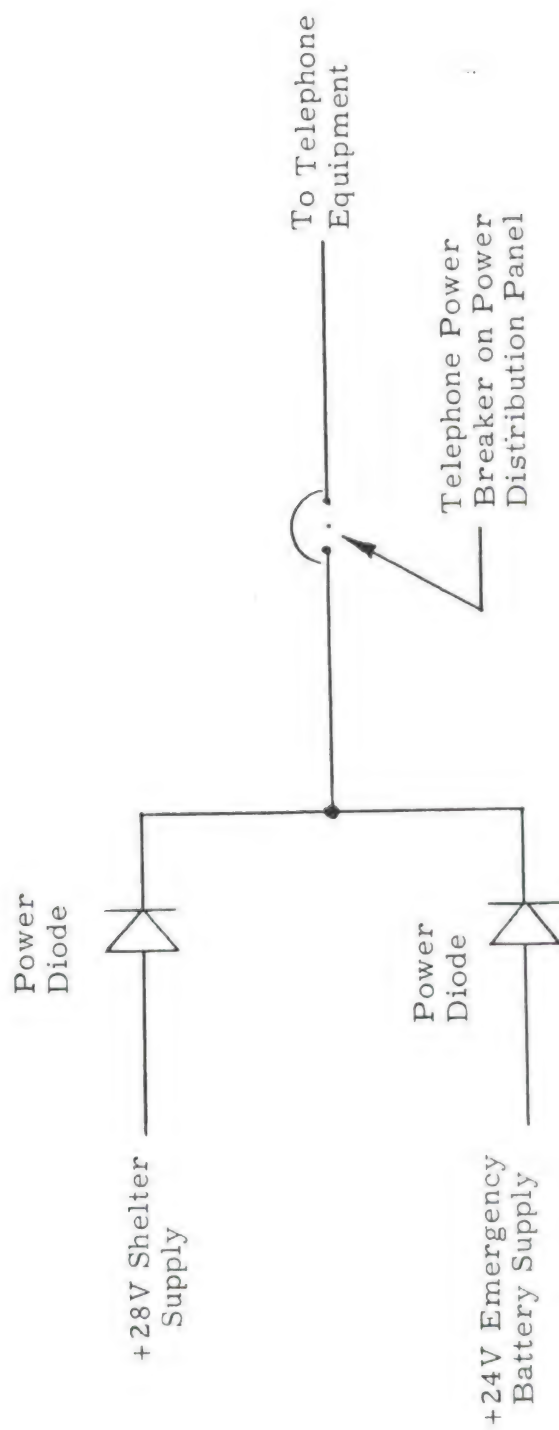 +28V Shelter
Supply
Power
Diode
+24V Emergency
Battery Supply
Power
Diode
To Telephone
Equipment
Telephone Power
Breaker on Power
Distribution Panel